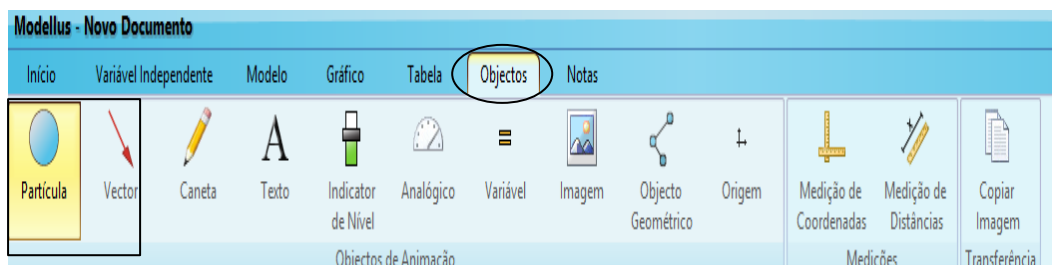 Modellus - Novo Documento
Início Variável Independente Modelo Gráfico Tabela Objectos Notas
Partícula Vector Caneta Texto Indicator de Nível Analógico Variável Imagem Objecto Geométrico Origem Medição de Coordenadas Medição de Distâncias Copiar Imagem
Objectos de Animação Medições Transferência